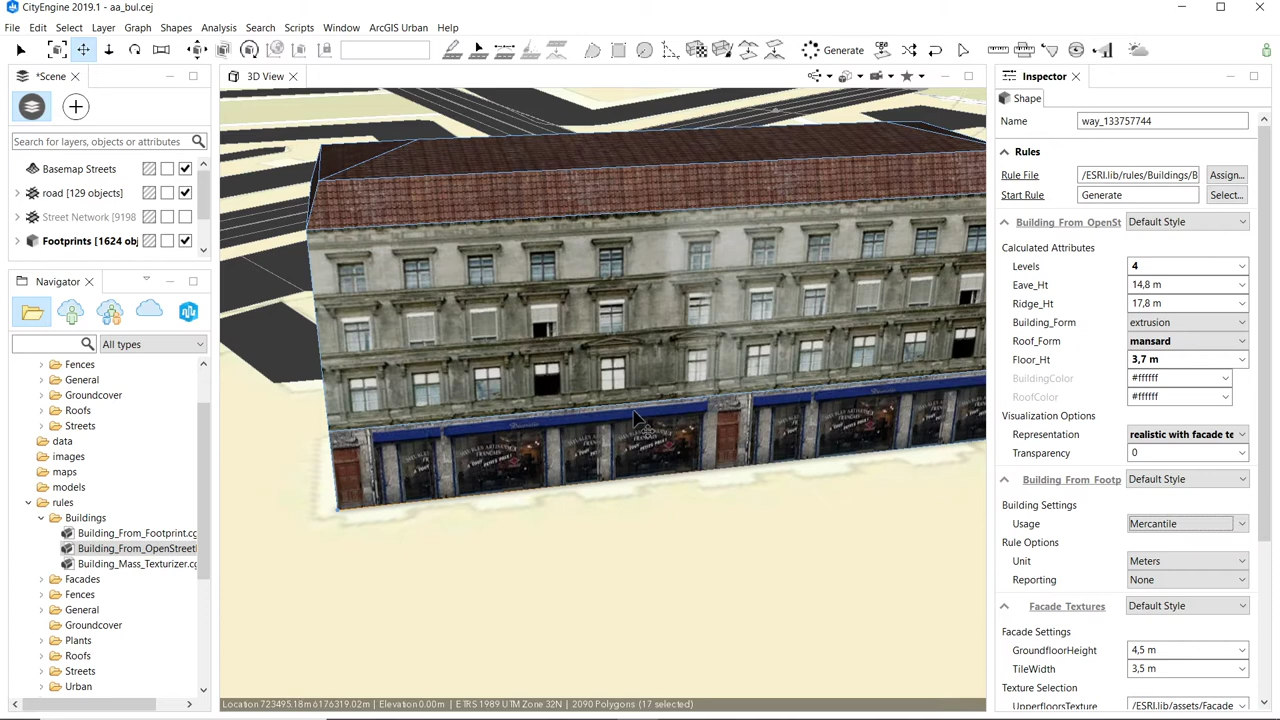 CityEngine 2019.1 - aa_bul.cej
File Edit Select Layer Graph Shapes Analysis Search Scripts Window ArcGIS Urban Help
Generate
*Scene
3D View
Inspector
Shape
Search for layers, objects or attributes
Name way_133757744
Basemap Streets
Rules
road [129 objects]
Rule File /ESRI.lib/rules/Buildings/B Assign...
Street Network [9198
Start Rule Generate Select...
Footprints [1624 obj
Building_From_OpenSt Default Style
Calculated Attributes
Levels 4
Navigator
Eave_Ht 14,8 m
Ridge_Ht 17,8 m
Building_Form extrusion
Roof_Form mansard
All types
Floor_Ht 3,7 m
Fences
BuildingColor #ffffff
General
RoofColor #ffffff
Groundcover
Visualization Options
Roofs
Representation realistic with facade te
Streets
Transparency 0
data
images
Building_From_Footp Default Style
maps
models
Building Settings
rules
Usage Mercantile
Buildings
Rule Options
Building_From_Footprint.cg
Unit Meters
Building_From_OpenStreet
Reporting None
Building_Mass_Texturizer.cg
Facades
Facade_Textures Default Style
Fences
Facade Settings
General
GroundfloorHeight 4,5 m
Groundcover
TileWidth 3,5 m
Plants
Roofs
Texture Selection
Streets
UpperfloorsTexture /ESRI.lib/assets/Facade
Urban
Location 723495.18m 6176319.02m | Elevation 0.00m | ETRS 1989 UTM Zone 32N | 2090 Polygons (17 selected)